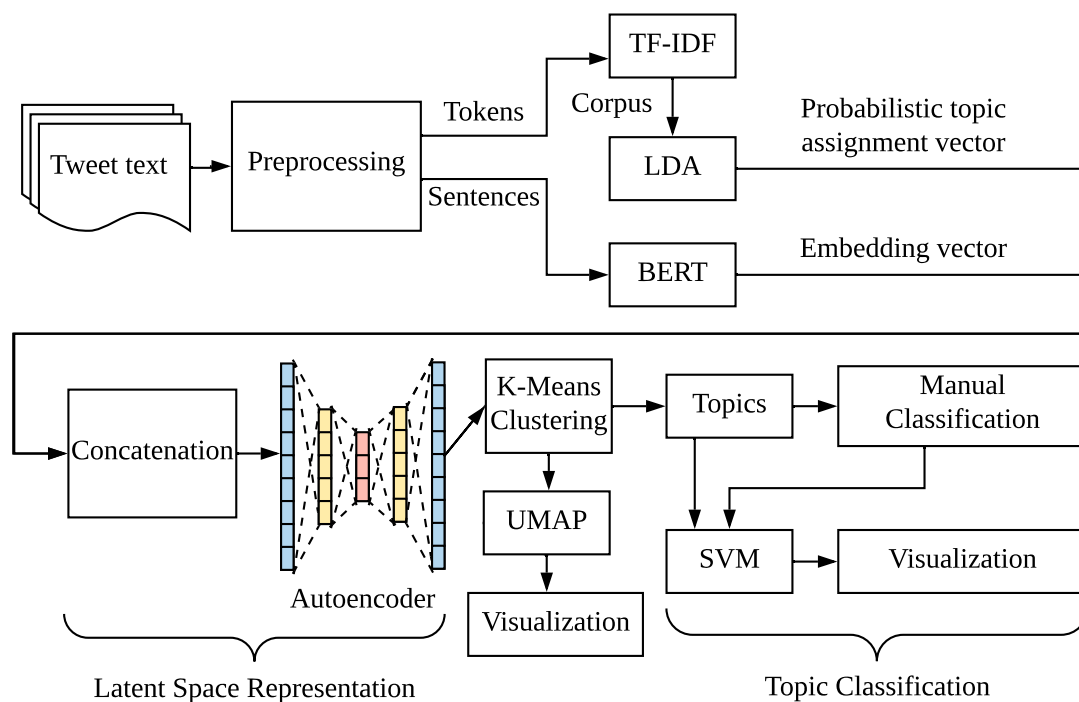 TF-IDF
Tokens
Corpus
Probabilistic topic
assignment vector
Tweet text
Preprocessing
LDA
Sentences
BERT
Embedding vector
K-Means
Clustering
Topics
Manual
Classification
Concatenation
UMAP
SVM
Visualization
Autoencoder
Visualization
Latent Space Representation
Topic Classification